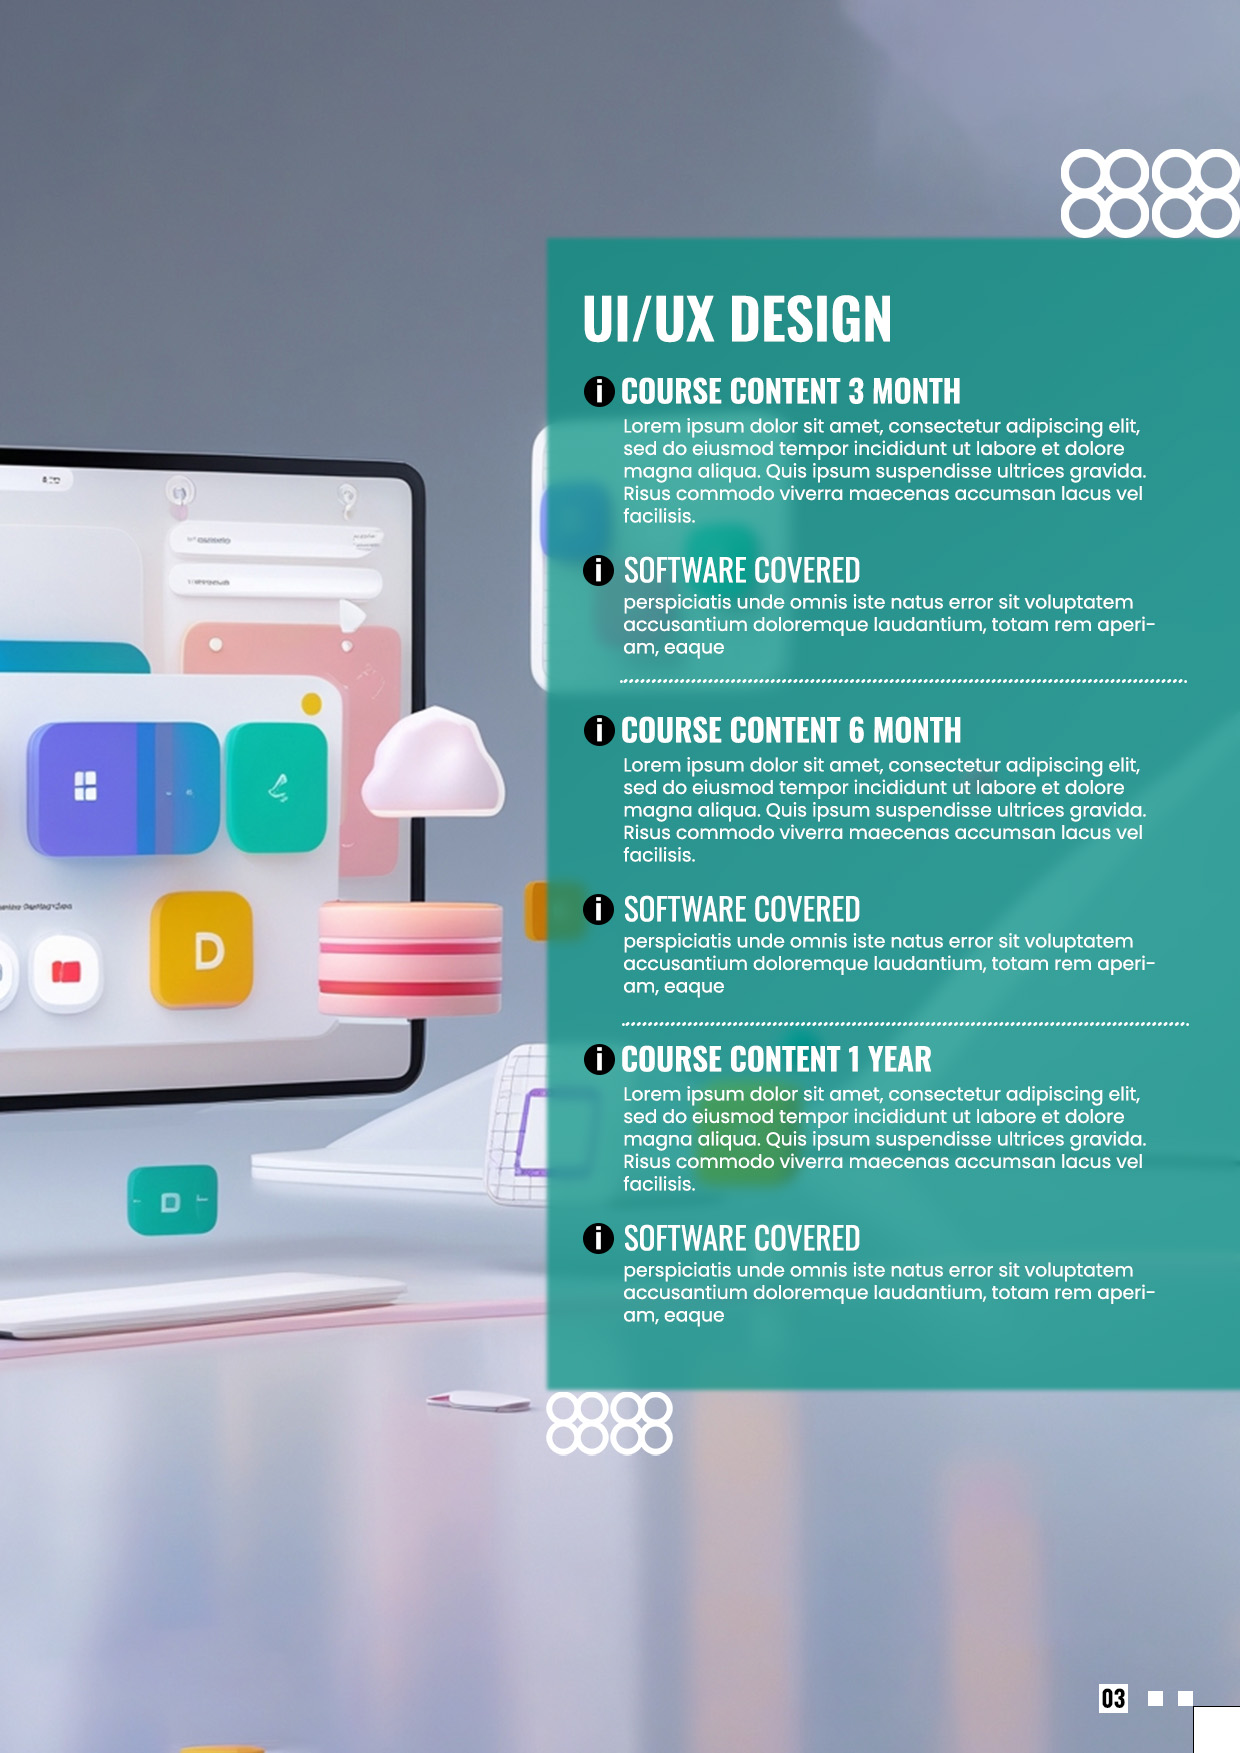 UI/UX DESIGN
i COURSE CONTENT 3 MONTH
Lorem ipsum dolor sit amet, consectetur adipiscing elit,
sed do eiusmod tempor incididunt ut labore et dolore
magna aliqua. Quis ipsum suspendisse ultrices gravida.
Risus commodo viverra maecenas accumsan lacus vel
facilisis.
i SOFTWARE COVERED
perspiciatis unde omnis iste natus error sit voluptatem
accusantium doloremque laudantium, totam rem aperi-
am, eaque
i COURSE CONTENT 6 MONTH
Lorem ipsum dolor sit amet, consectetur adipiscing elit,
sed do eiusmod tempor incididunt ut labore et dolore
magna aliqua. Quis ipsum suspendisse ultrices gravida.
Risus commodo viverra maecenas accumsan lacus vel
facilisis.
i SOFTWARE COVERED
perspiciatis unde omnis iste natus error sit voluptatem
accusantium doloremque laudantium, totam rem aperi-
am, eaque
i COURSE CONTENT 1 YEAR
Lorem ipsum dolor sit amet, consectetur adipiscing elit,
sed do eiusmod tempor incididunt ut labore et dolore
magna aliqua. Quis ipsum suspendisse ultrices gravida.
Risus commodo viverra maecenas accumsan lacus vel
facilisis.
i SOFTWARE COVERED
perspiciatis unde omnis iste natus error sit voluptatem
accusantium doloremque laudantium, totam rem aperi-
am, eaque
D
D
03